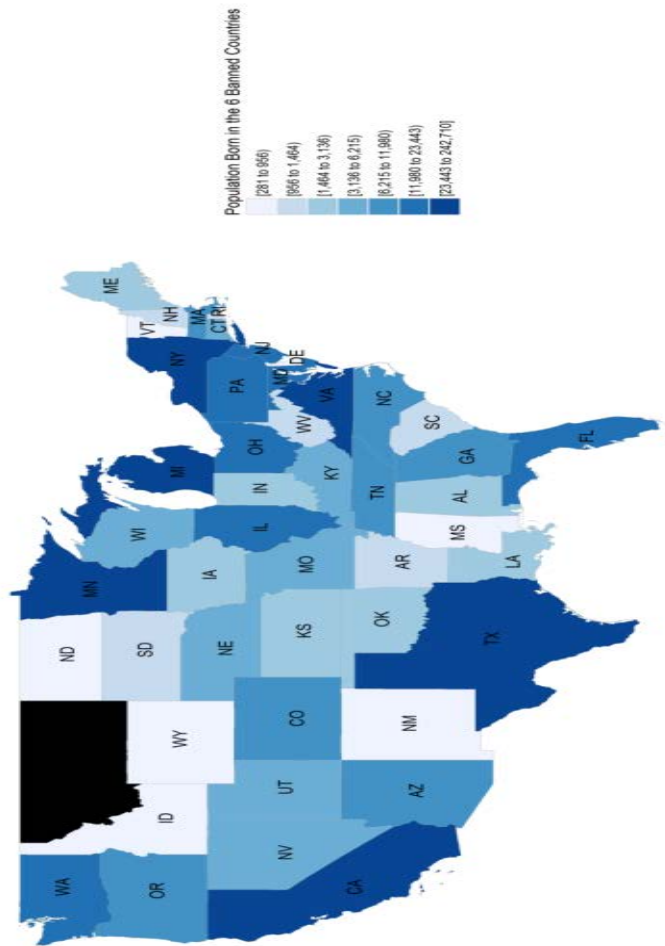 Population Born in the 6 Banned Countries
[281 to 956)
[956 to 1,464)
[1,464 to 3,136)
[3,136 to 6,215)
[6,215 to 11,980)
[11,980 to 23,443)
[23,443 to 242,710]
WA
OR
CA
ID
NV
UT
AZ
WY
CO
NM
ND
SD
NE
KS
OK
TX
MN
IA
MO
AR
LA
WI
IL
MS
MI
IN
KY
TN
AL
OH
WV
GA
FL
SC
NC
VA
PA
NY
MD
DE
NJ
VT
NH
MA
CT
RI
ME